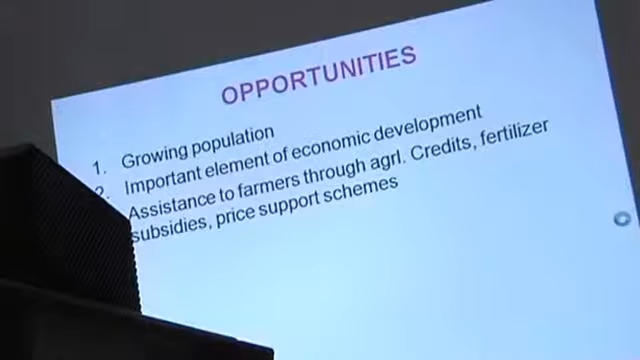 OPPORTUNITIES
1. Growing population
2. Important element of economic development
Assistance to farmers through agrl. Credits, fertilizer
subsidies, price support schemes